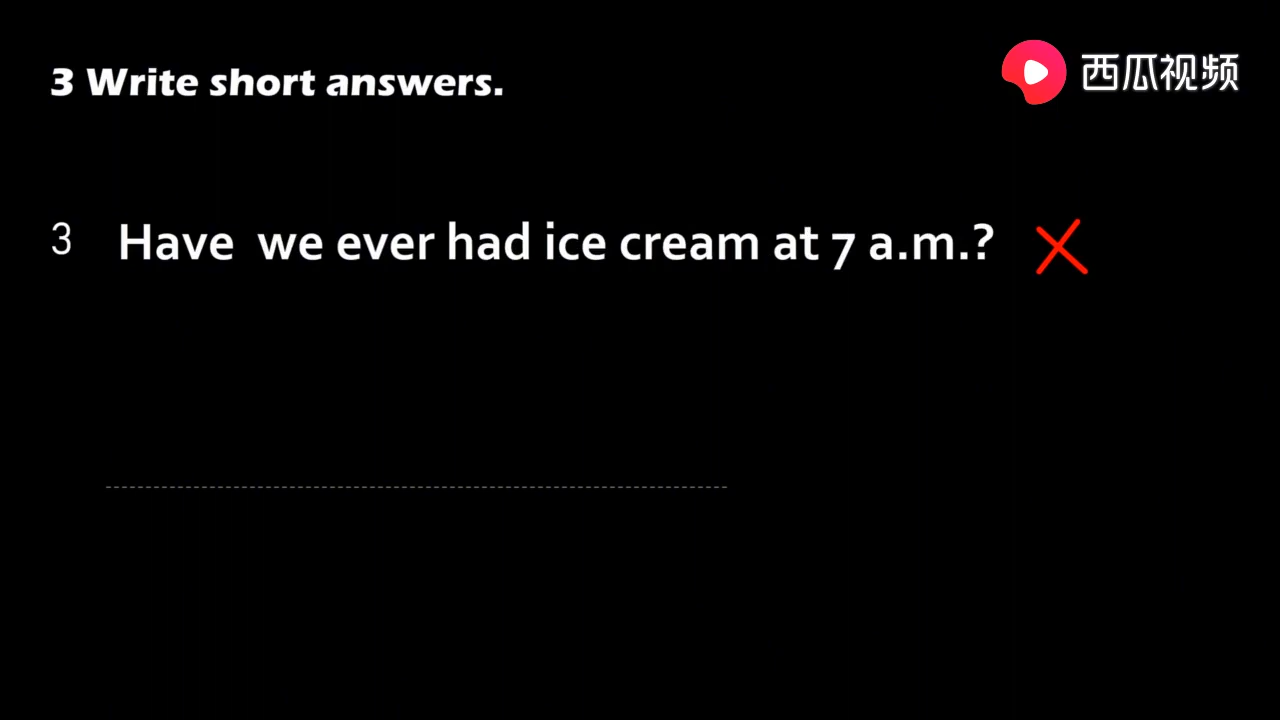 3 Write short answers.
西瓜视频
3 Have we ever had ice cream at 7 a.m.?